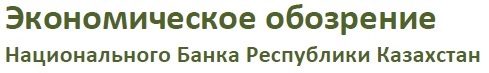 Экономическое обозрение
Национального Банка Республики Казахстан